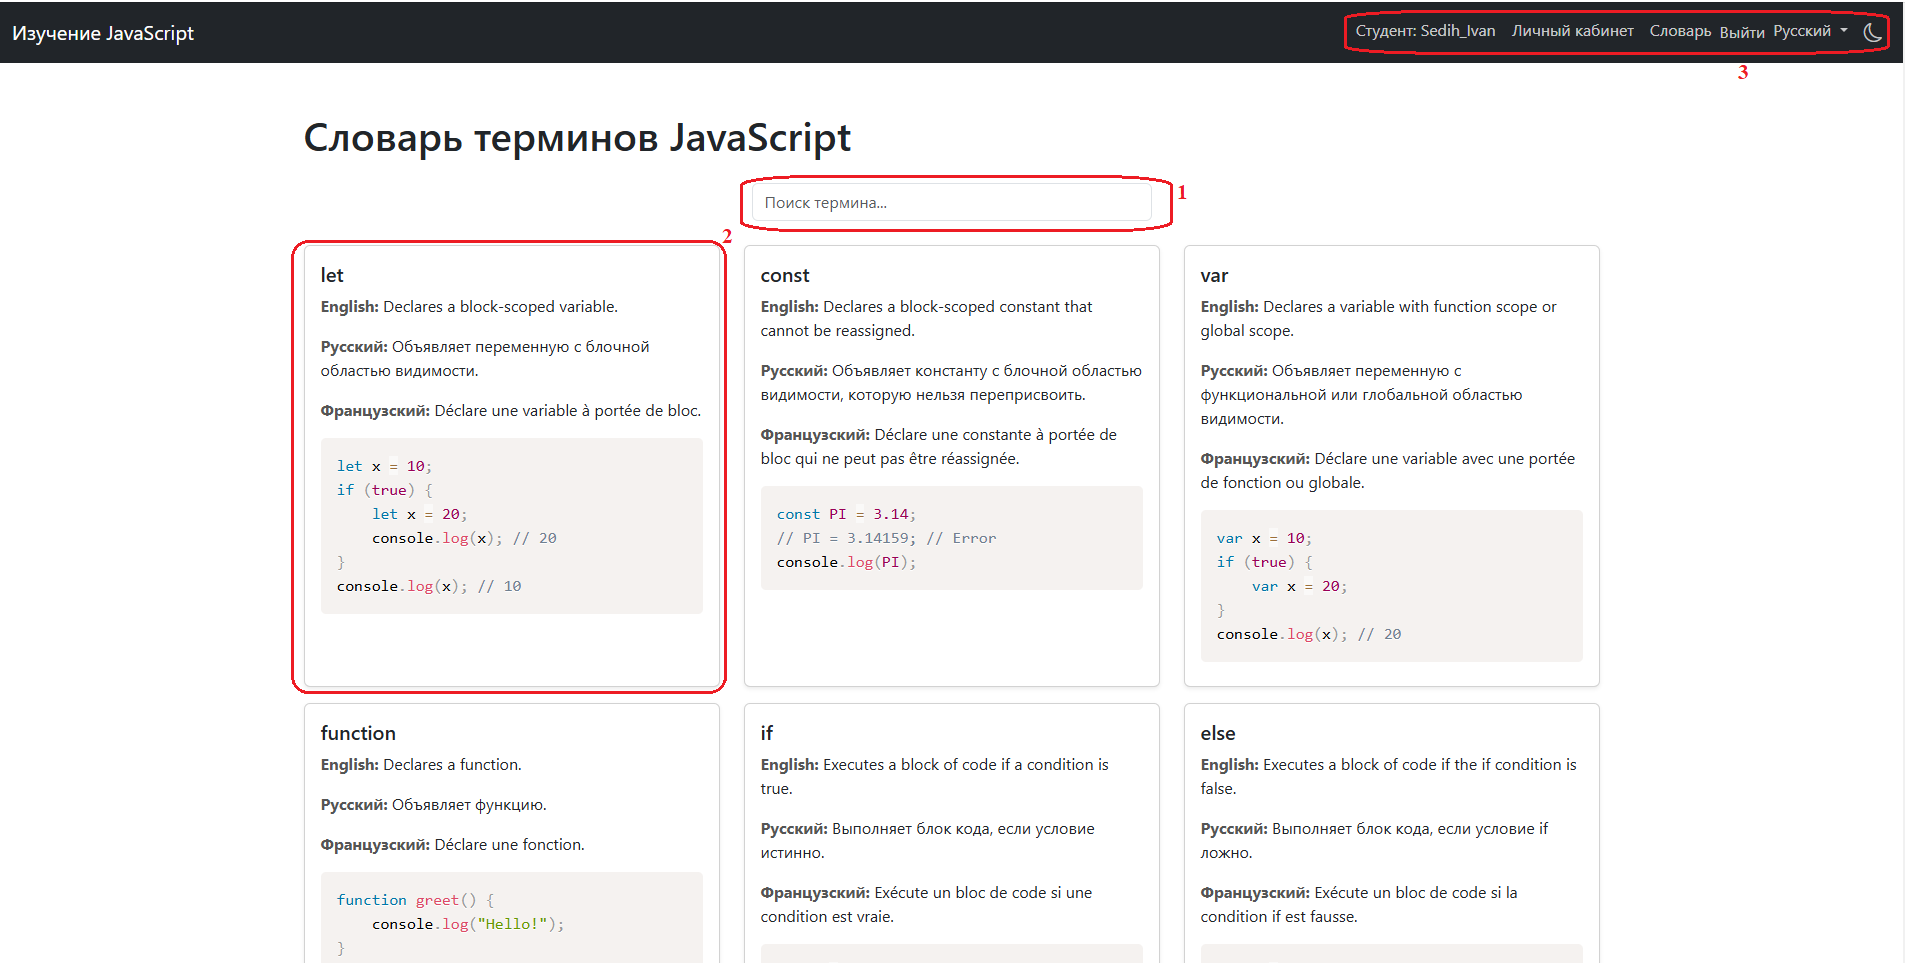 Изучение JavaScript
Студент: Sedih_Ivan Личный кабинет Словарь Выйти Русский
3
Словарь терминов JavaScript
Поиск термина...
1
2
let
English: Declares a block-scoped variable.
Русский: Объявляет переменную с блочной
областью видимости.
Французский: Déclare une variable à portée de bloc.
let x = 10;
if (true) {
    let x = 20;
    console.log(x); // 20
}
console.log(x); // 10
const
English: Declares a block-scoped constant that
cannot be reassigned.
Русский: Объявляет константу с блочной областью
видимости, которую нельзя переприсвоить.
Французский: Déclare une constante à portée de
bloc qui ne peut pas être réassignée.
const PI = 3.14;
// PI = 3.14159; // Error
console.log(PI);
var
English: Declares a variable with function scope or
global scope.
Русский: Объявляет переменную с
функциональной или глобальной областью
видимости.
Французский: Déclare une variable avec une portée
de fonction ou globale.
var x = 10;
if (true) {
    var x = 20;
}
console.log(x); // 20
function
English: Declares a function.
Русский: Объявляет функцию.
Французский: Déclare une fonction.
function greet() {
    console.log("Hello!");
}
if
English: Executes a block of code if a condition is
true.
Русский: Выполняет блок кода, если условие
истинно.
Французский: Exécute un bloc de code si une
condition est vraie.
else
English: Executes a block of code if the if condition is
false.
Русский: Выполняет блок кода, если условие if
ложно.
Французский: Exécute un bloc de code si la
condition if est fausse.